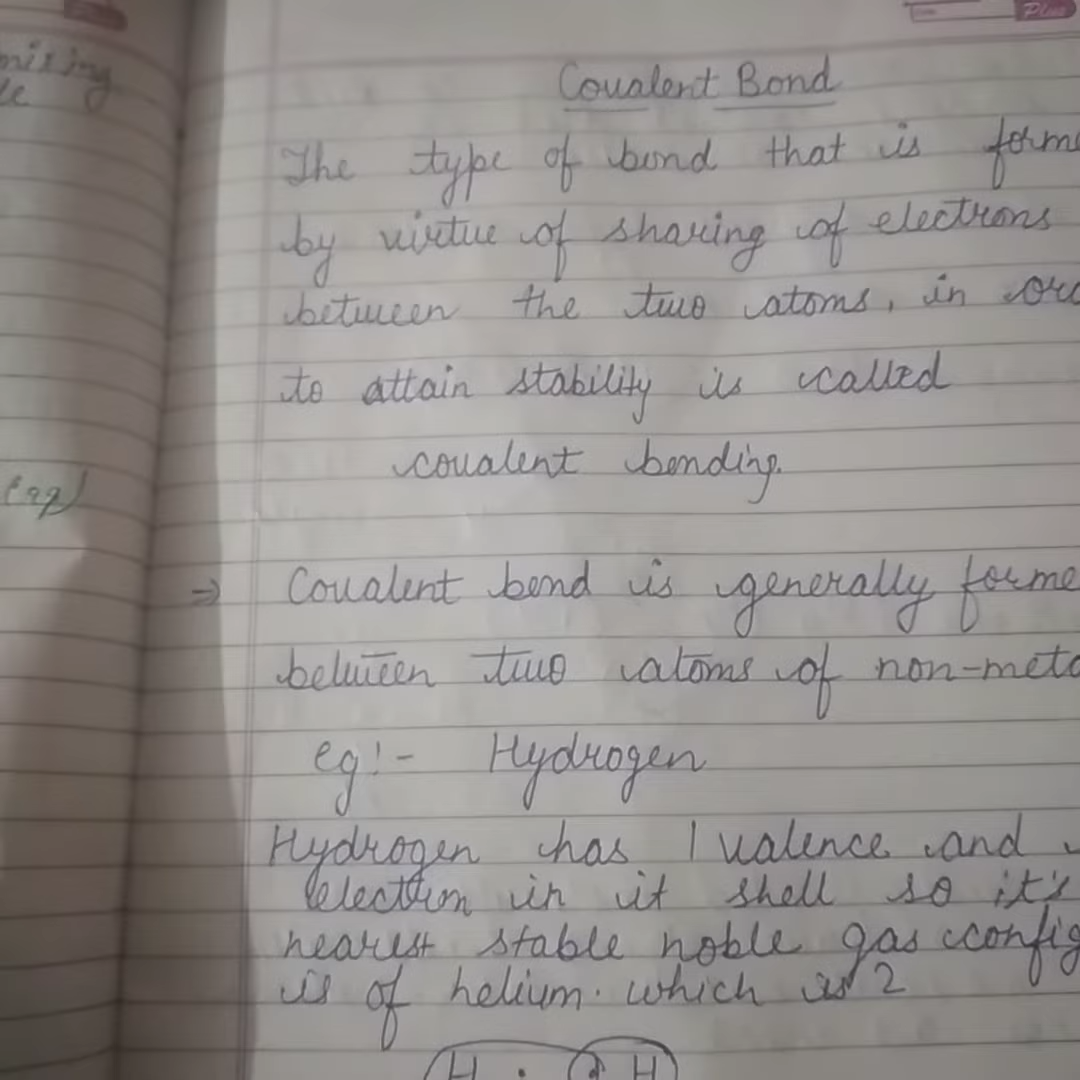 Plus
Covalent Bond
The type of bond that is forme
by virtue of sharing of electrons
between the two atoms, in ord
to attain stability is called
covalent bonding.
(aq)
→ Covalent bond is generally forme
between two atoms of non-meta
eg:- Hydrogen
Hydrogen has 1 valence and
electron in it shell so it's
nearest stable noble gas config
is of helium. which is 2
H . H